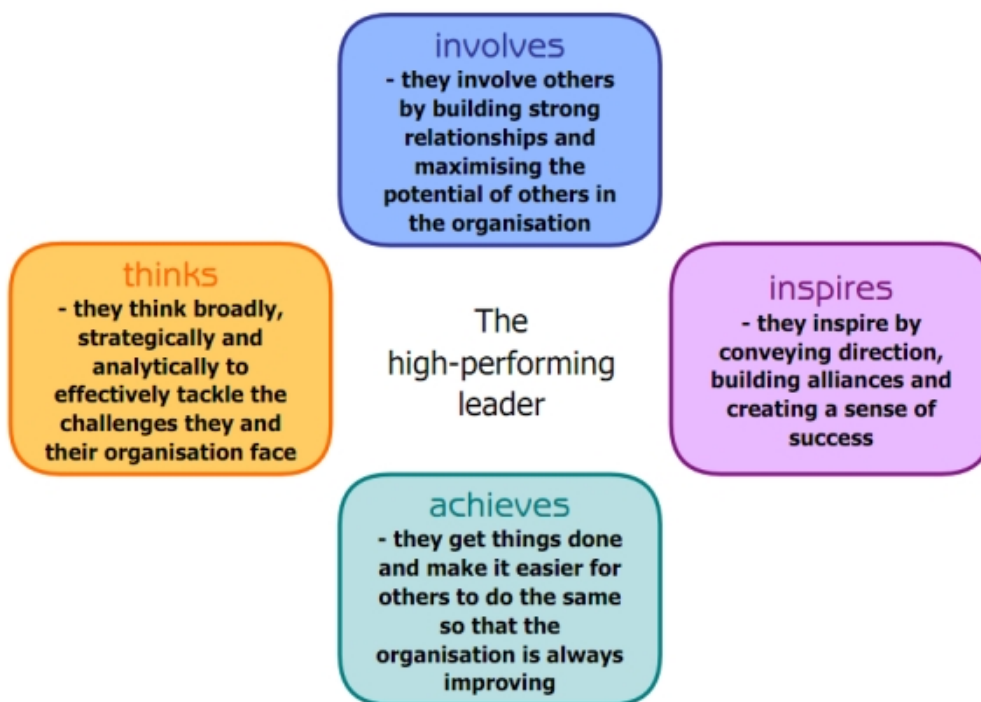 involves
- they involve others
by building strong
relationships and
maximising the
potential of others in
the organisation
thinks
- they think broadly,
strategically and
analytically to
effectively tackle the
challenges they and
their organisation face
The
high-performing
leader
inspires
- they inspire by
conveying direction,
building alliances and
creating a sense of
success
achieves
- they get things done
and make it easier for
others to do the same
so that the
organisation is always
improving